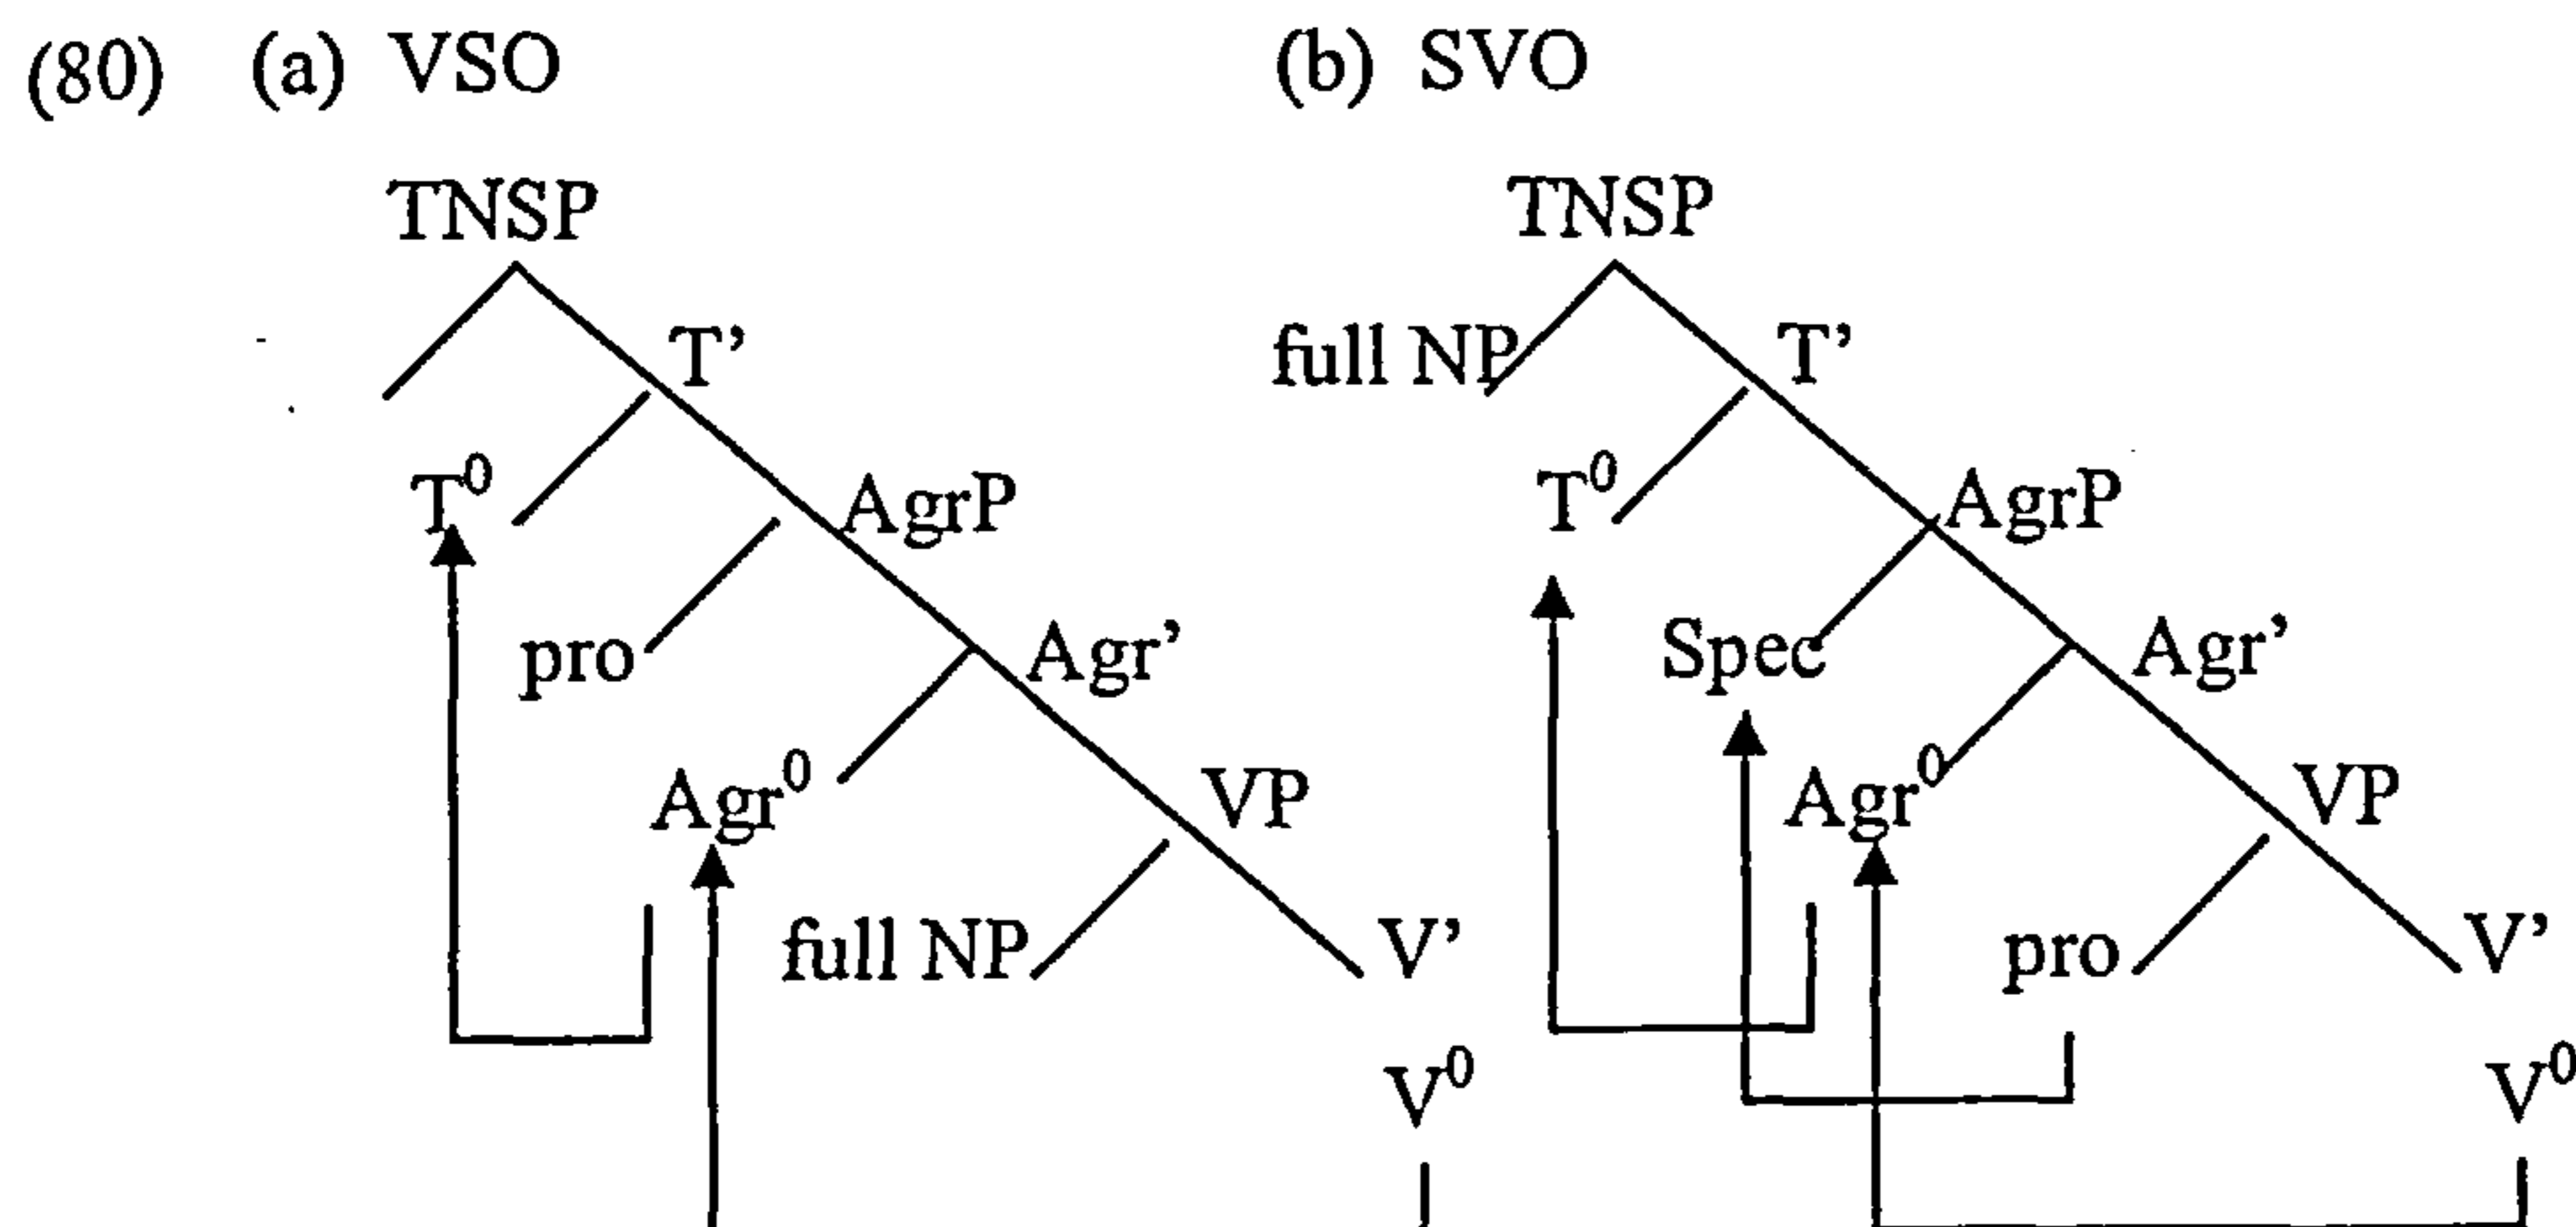 (80) (a) VSO (b) SVO
TNSP TNSP
T’ full NP T’
T⁰ AgrP T⁰ AgrP
pro Agr’ Spec Agr’
Agr⁰ VP Agr⁰ VP
full NP V’ pro V’
V⁰ V⁰